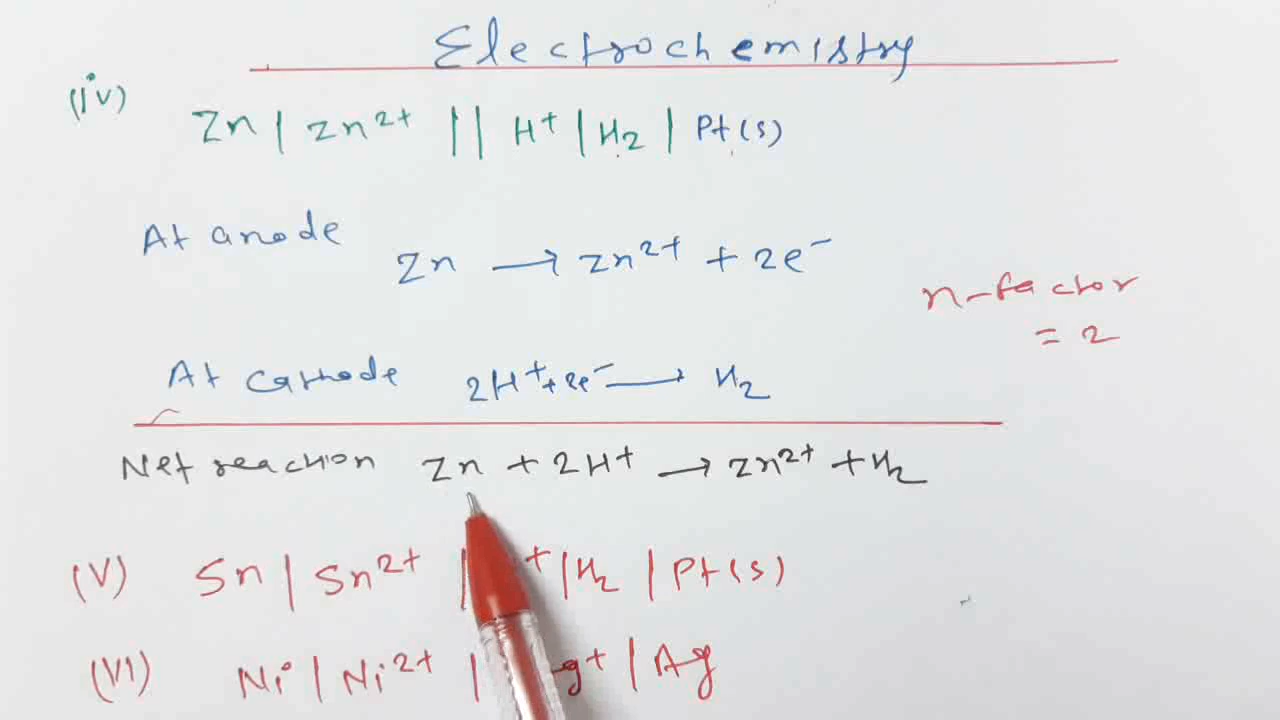 Electrochemistry
(iv) Zn | Zn²⁺ || H⁺ | H₂ | Pt(s)
At anode Zn → Zn²⁺ + 2e⁻
n-factor
= 2
At cathode 2H⁺ + 2e⁻ → H₂
Net reaction Zn + 2H⁺ → Zn²⁺ + H₂
(V) Sn | Sn²⁺ | ⁺ | H₂ | Pt(s)
(VI) Ni | Ni²⁺ | g⁺ | Ag